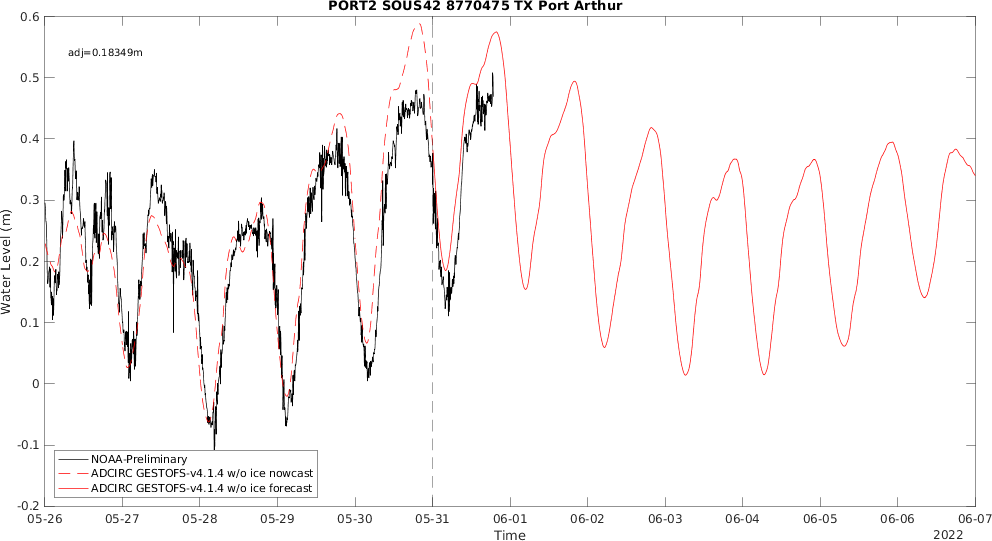 PORT2 SOUS42 8770475 TX Port Arthur
adj=0.18349m
Water Level (m)
0.6
0.5
0.4
0.3
0.2
0.1
0
-0.1
-0.2
NOAA-Preliminary
ADCIRC GESTOFS-v4.1.4 w/o ice nowcast
ADCIRC GESTOFS-v4.1.4 w/o ice forecast
05-26 05-27 05-28 05-29 05-30 05-31 06-01 06-02 06-03 06-04 06-05 06-06 06-07
Time
2022